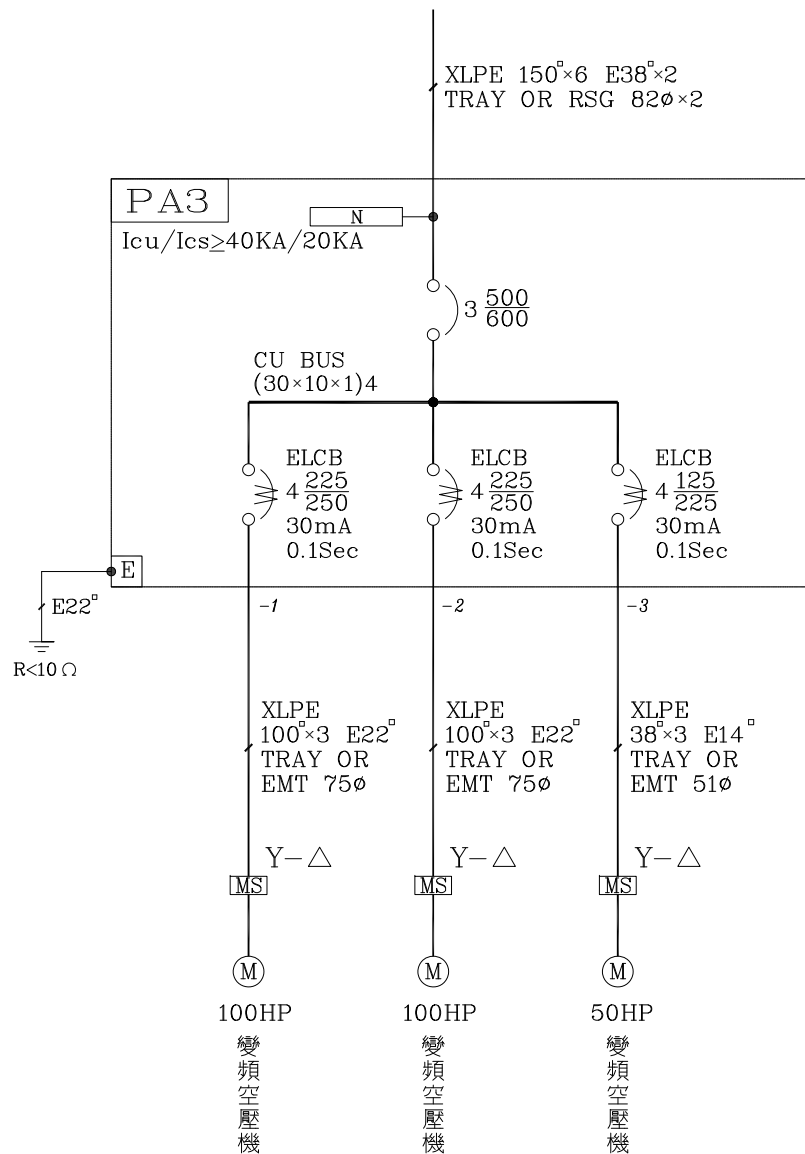 XLPE 150□×6 E38□×2
TRAY OR RSG 82ø×2
PA3
N
Icu/Ics≥40KA/20KA
3 500/600
CU BUS
(30×10×1)4
ELCB
4 225/250
30mA
0.1Sec
ELCB
4 225/250
30mA
0.1Sec
ELCB
4 125/225
30mA
0.1Sec
E
E22□
R<10Ω
-1
-2
-3
XLPE
100□×3 E22□
TRAY OR
EMT 75ø
XLPE
100□×3 E22□
TRAY OR
EMT 75ø
XLPE
38□×3 E14□
TRAY OR
EMT 51ø
Y-△
Y-△
Y-△
MS
MS
MS
M
M
M
100HP
100HP
50HP
變頻空壓機
變頻空壓機
變頻空壓機